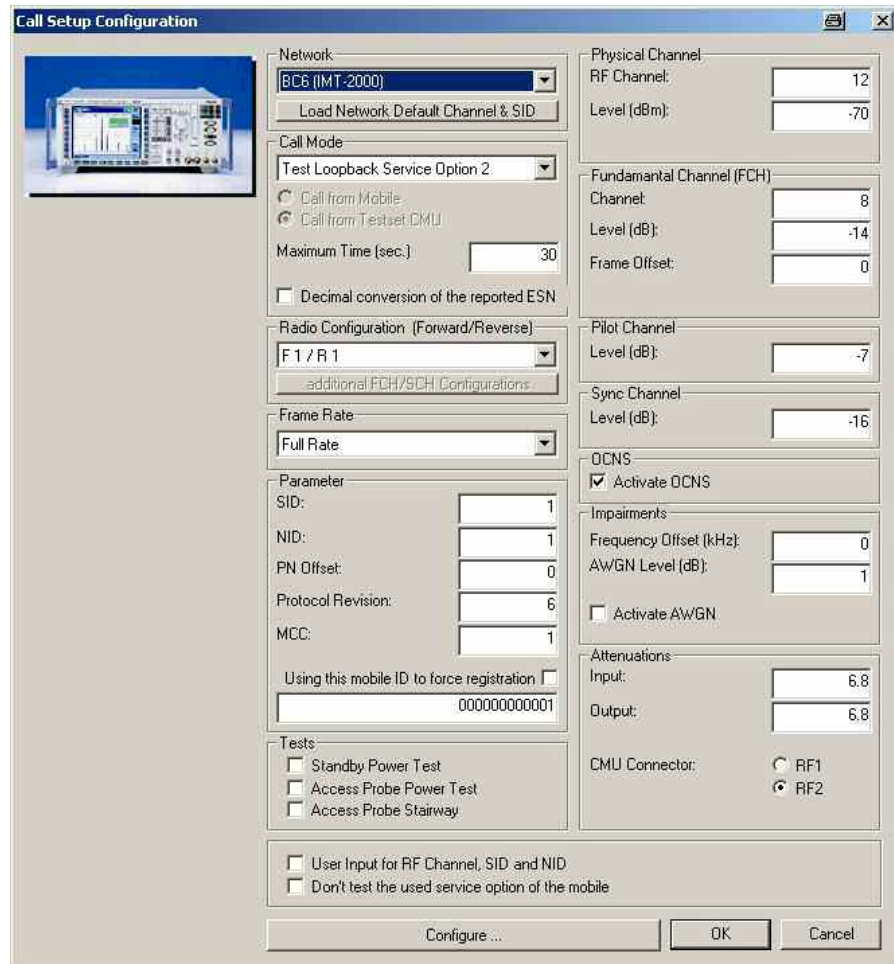 Call Setup Configuration
Network
BC6 (IMT-2000)
Load Network Default Channel & SID
Call Mode
Test Loopback Service Option 2
Call from Mobile
Call from Testset CMU
Maximum Time (sec.)
30
Decimal conversion of the reported ESN
Radio Configuration (Forward/Reverse)
F 1 / R 1
additional FCH/SCH Configurations
Frame Rate
Full Rate
Parameter
SID:
1
NID:
1
PN Offset:
0
Protocol Revision:
6
MCC:
1
Using this mobile ID to force registration
000000000001
Tests
Standby Power Test
Access Probe Power Test
Access Probe Stairway
Physical Channel
RF Channel:
12
Level (dBm):
-70
Fundamantal Channel (FCH)
Channel:
8
Level (dB):
-14
Frame Offset:
0
Pilot Channel
Level (dB):
-7
Sync Channel
Level (dB):
-16
OCNS
Activate OCNS
Impairments
Frequency Offset (kHz):
0
AWGN Level (dB):
1
Activate AWGN
Attenuations
Input:
6.8
Output:
6.8
CMU Connector:
RF1
RF2
User Input for RF Channel, SID and NID
Don't test the used service option of the mobile
Configure ...
OK
Cancel